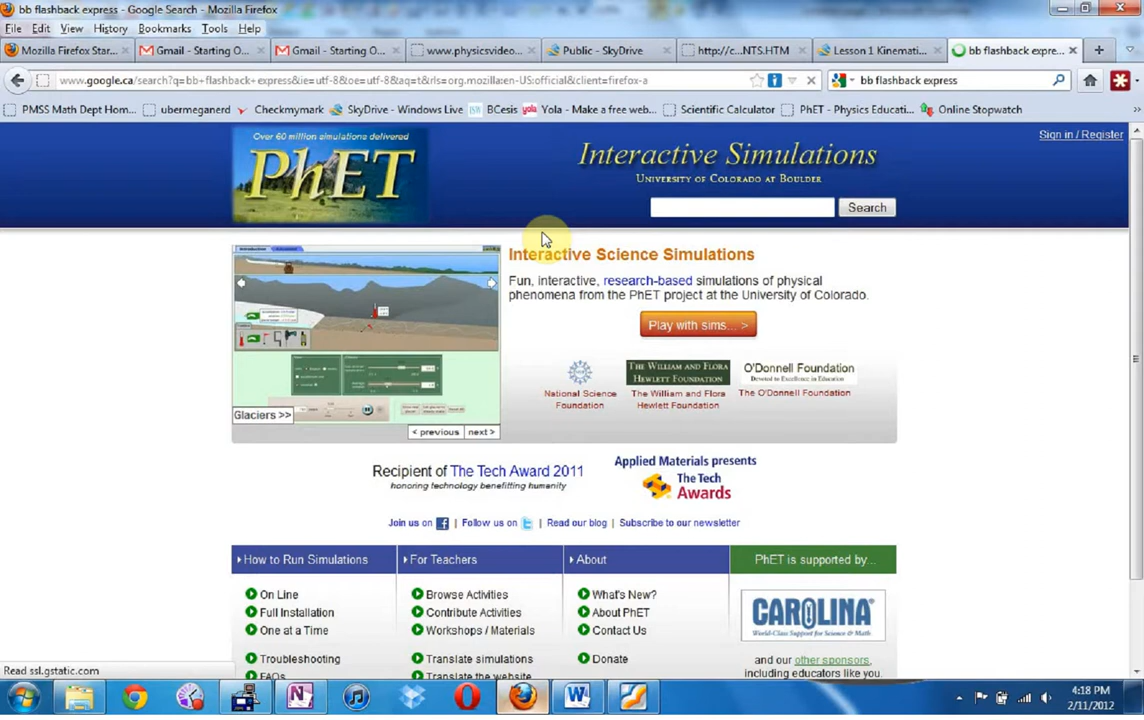 bb flashback express - Google Search - Mozilla Firefox
File Edit View History Bookmarks Tools Help
Mozilla Firefox Star... Gmail - Starting O... Gmail - Starting O... www.physicsvideo... Public - SkyDrive http://c...NTS.HTM Lesson 1 Kinemati... bb flashback expre...
www.google.ca/search?q=bb+flashback+express&ie=utf-8&oe=utf-8&aq=t&rls=org.mozilla:en-US:official&client=firefox-a bb flashback express
PMSS Math Dept Hom... ubermeganerd Checkmymark SkyDrive - Windows Live BCesis Yola - Make a free web... Scientific Calculator PhET - Physics Educati... Online Stopwatch
Sign in / Register
Over 60 million simulations delivered
PhET
Interactive Simulations
University of Colorado at Boulder
Search
Interactive Science Simulations
Fun, interactive, research-based simulations of physical
phenomena from the PhET project at the University of Colorado.
Play with sims... >
Glaciers >>
< previous next >
National Science
Foundation
The William and Flora
Hewlett Foundation
The William and Flora
Hewlett Foundation
O'Donnell Foundation
Devoted to Excellence in Education
The O'Donnell Foundation
Recipient of The Tech Award 2011
honoring technology benefitting humanity
Applied Materials presents
The Tech
Awards
Join us on | Follow us on | Read our blog | Subscribe to our newsletter
How to Run Simulations
On Line
Full Installation
One at a Time
Troubleshooting
FAQs
For Teachers
Browse Activities
Contribute Activities
Workshops / Materials
Translate simulations
Translate the website
About
What's New?
About PhET
Contact Us
Donate
PhET is supported by...
CAROLINA
World-Class Support for Science & Math
and our other sponsors,
including educators like you.
Read ssl.gstatic.com
4:18 PM
2/11/2012